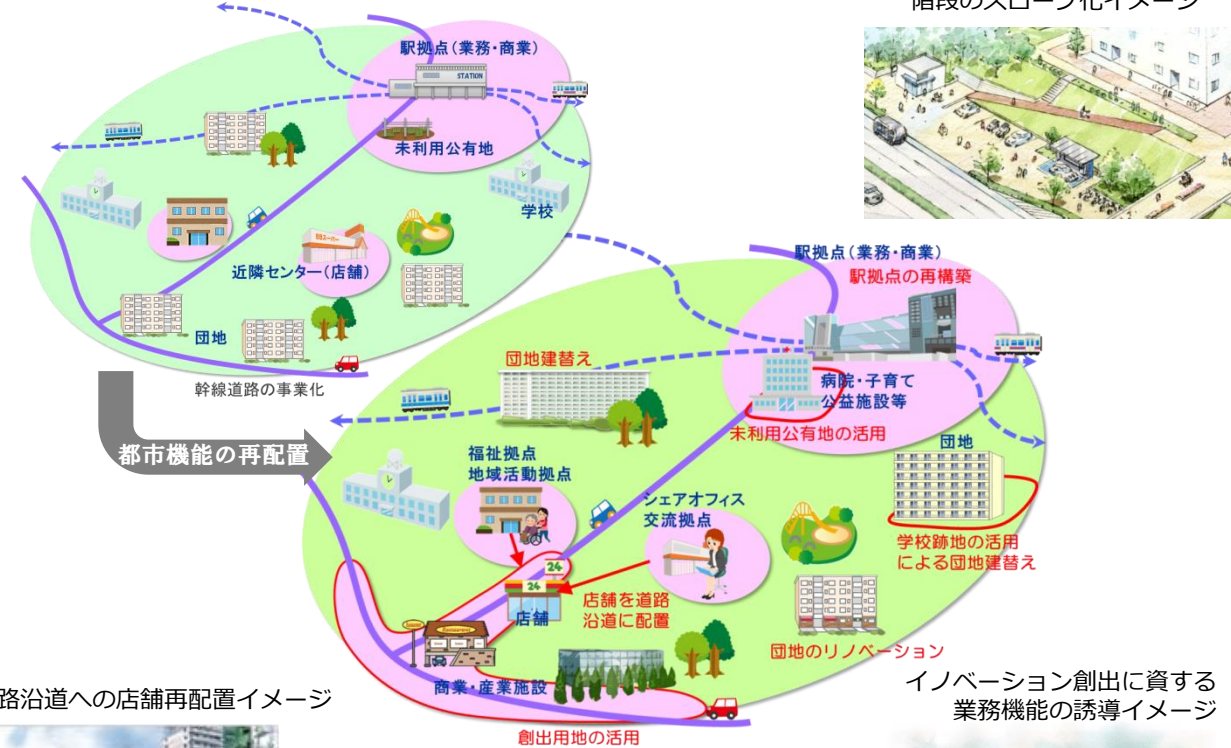 階段のスロープ化イメージ
駅拠点(業務・商業)
STATION
未利用公有地
学校
近隣センター(店舗)
団地
幹線道路の事業化
都市機能の再配置
駅拠点(業務・商業)
駅拠点の再構築
団地建替え
病院・子育て
公益施設等
未利用公有地の活用
団地
福祉拠点
地域活動拠点
シェアオフィス
交流拠点
学校跡地の活用
による団地建替え
24
24
店舗
店舗を道路
沿道に配置
団地のリノベーション
商業・産業施設
創出用地の活用
路沿道への店舗再配置イメージ
イノベーション創出に資する
業務機能の誘導イメージ